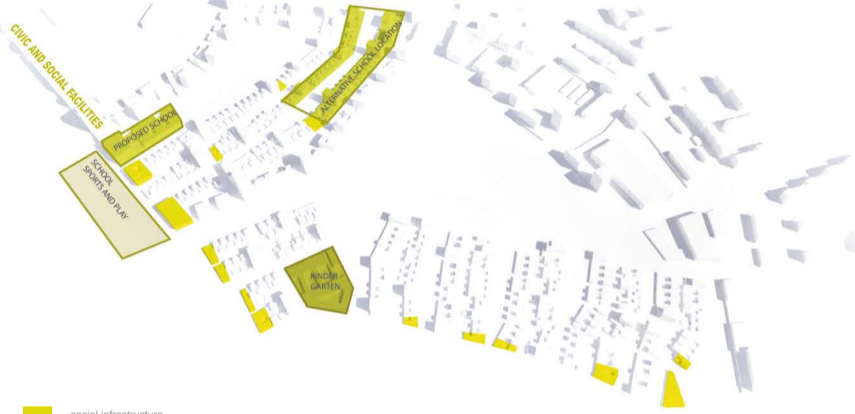 CIVIC AND SOCIAL FACILITIES
ALTERNATIVE SCHOOL LOCATION
PROPOSED SCHOOL
SCHOOL
SPORTS AND PLAY
KINDER-
GARTEN
social infrastructure